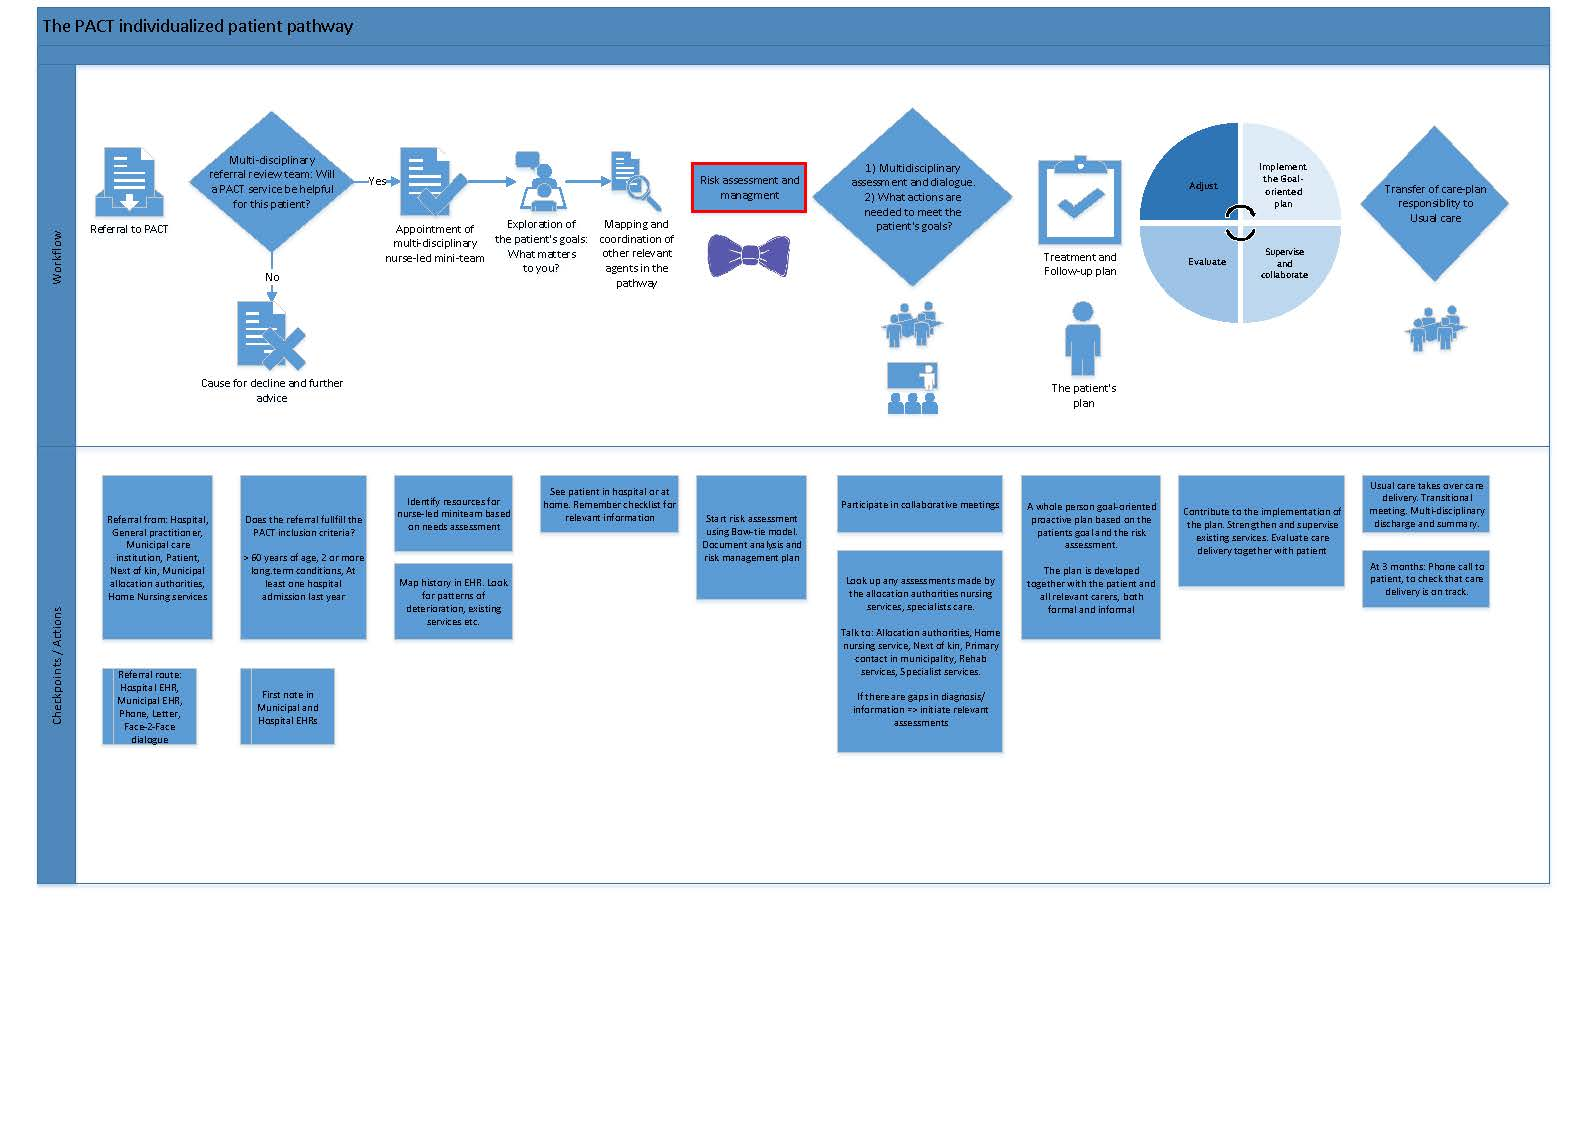 The PACT individualized patient pathway
Workflow
Referral to PACT
Multi-disciplinary
referral review team: Will
a PACT service be helpful
for this patient?
Yes
No
Cause for decline and further
advice
Appointment of
multi-disciplinary
nurse-led mini-team
Exploration of
the patient's goals:
What matters
to you?
Mapping and
coordination of
other relevant
agents in the
pathway
Risk assessment and
managment
1) Multidisciplinary
assessment and dialogue.
2) What actions are
needed to meet the
patient's goals?
Treatment and
Follow-up plan
The patient's
plan
Adjust
Implement
the Goal-
oriented
plan
Evaluate
Supervise
and
collaborate
Transfer of care-plan
responsiblity to
Usual care
Checkpoints / Actions
Referral from: Hospital,
General practitioner,
Municipal care
institution, Patient,
Next of kin, Municipal
allocation authorities,
Home Nursing services
Referral route:
Hospital EHR,
Municipal EHR,
Phone, Letter,
Face-2-Face
dialogue
Does the referral fullfill the
PACT inclusion criteria?
> 60 years of age, 2 or more
long.term conditions, At
least one hospital
admission last year
First note in
Municipal and
Hospital EHRs
Identify resources for
nurse-led miniteam based
on needs assessment
Map history in EHR. Look
for patterns of
deterioration, existing
services etc.
See patient in hospital or at
home. Remember checklist for
relevant information
Start risk assessment
using Bow-tie model.
Document analysis and
risk management plan
Participate in collaborative meetings
Look up any assessments made by
the allocation authorities nursing
services, specialists care.
Talk to: Allocation authorities, Home
nursing service, Next of kin, Primary
contact in municipality, Rehab
services, Specialist services.
If there are gaps in diagnosis/
information => initiate relevant
assessments
A whole person goal-oriented
proactive plan based on the
patients goal and the risk
assessment.
The plan is developed
together with the patient and
all relevant carers, both
formal and informal
Contribute to the implementation of
the plan. Strengthen and supervise
existing services. Evaluate care
delivery together with patient
Usual care takes over care
delivery. Transitional
meeting. Multi-disciplinary
discharge and summary.
At 3 months: Phone call to
patient, to check that care
delivery is on track.